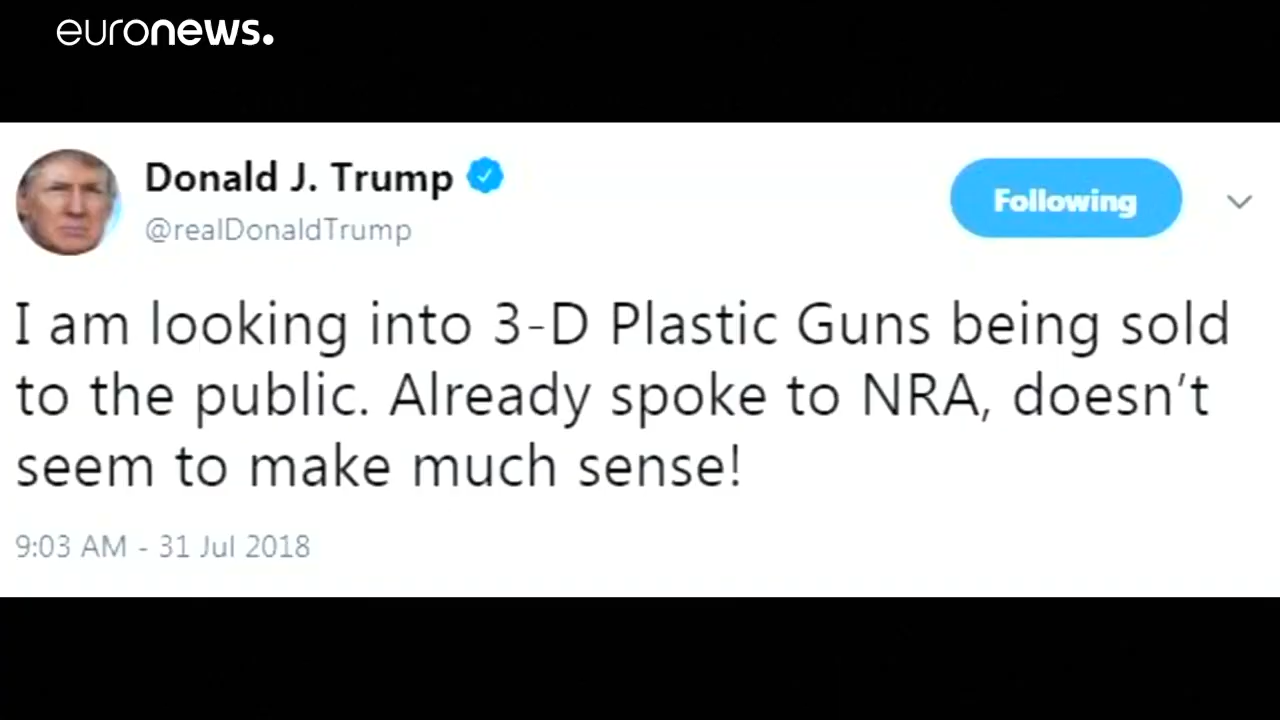 euronews.
Donald J. Trump
@realDonaldTrump
Following
I am looking into 3-D Plastic Guns being sold
to the public. Already spoke to NRA, doesn't
seem to make much sense!
9:03 AM - 31 Jul 2018